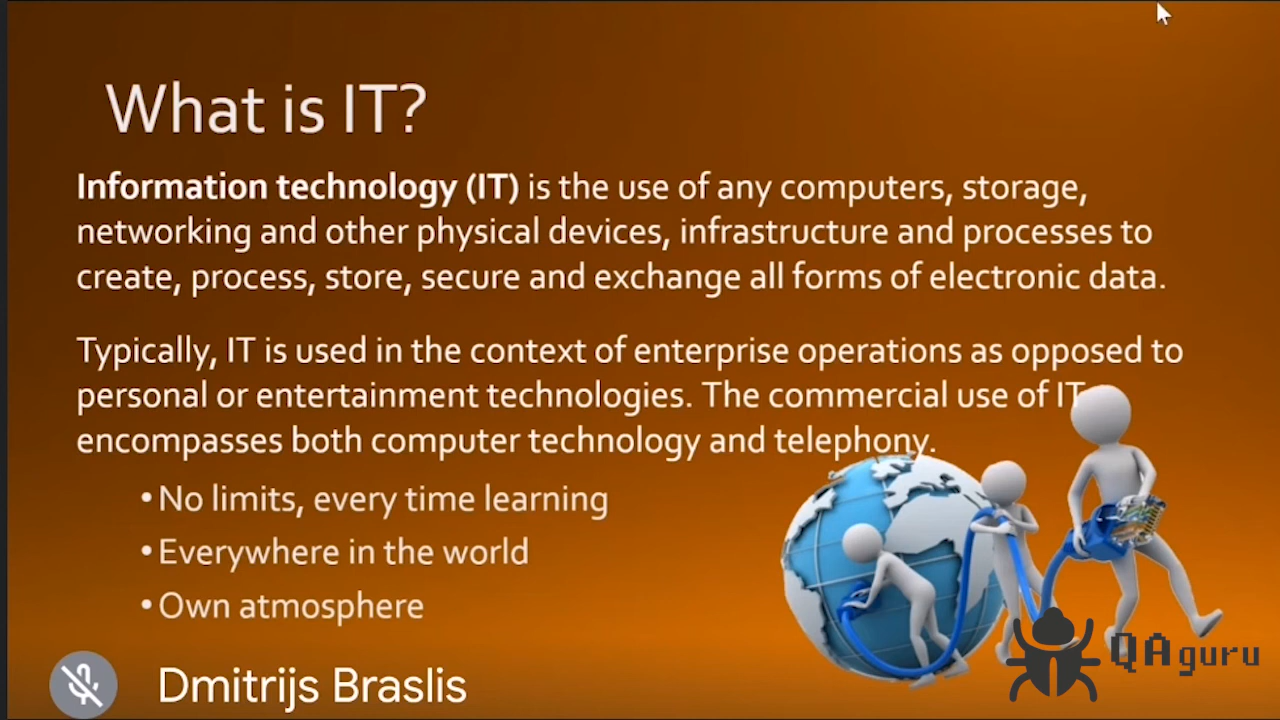 What is IT?
Information technology (IT) is the use of any computers, storage,
networking and other physical devices, infrastructure and processes to
create, process, store, secure and exchange all forms of electronic data.
Typically, IT is used in the context of enterprise operations as opposed to
personal or entertainment technologies. The commercial use of IT
encompasses both computer technology and telephony.
• No limits, every time learning
• Everywhere in the world
• Own atmosphere
Dmitrijs Braslis
QAguru